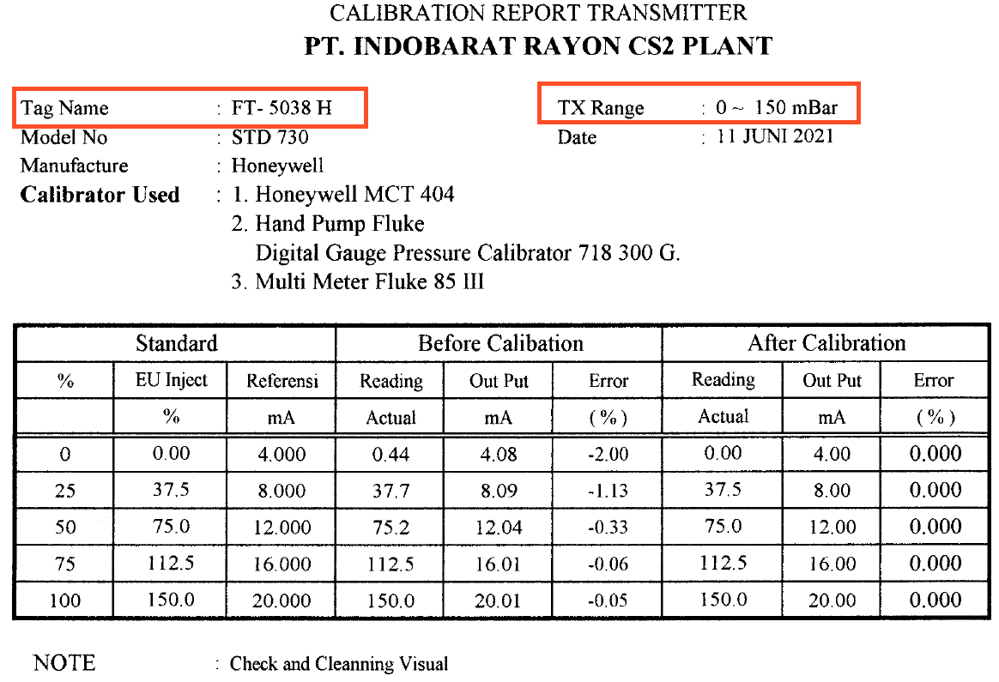 CALIBRATION REPORT TRANSMITTER
PT. INDOBARAT RAYON CS2 PLANT
Tag Name : FT- 5038 H TX Range : 0 ~ 150 mBar
Model No : STD 730 Date : 11 JUNI 2021
Manufacture : Honeywell
Calibrator Used : 1. Honeywell MCT 404
2. Hand Pump Fluke
Digital Gauge Pressure Calibrator 718 300 G.
3. Multi Meter Fluke 85 III
Standard Before Calibation After Calibration
% EU Inject Referensi Reading Out Put Error Reading Out Put Error
% mA Actual mA ( % ) Actual mA ( % )
0 0.00 4.000 0.44 4.08 -2.00 0.00 4.00 0.000
25 37.5 8.000 37.7 8.09 -1.13 37.5 8.00 0.000
50 75.0 12.000 75.2 12.04 -0.33 75.0 12.00 0.000
75 112.5 16.000 112.5 16.01 -0.06 112.5 16.00 0.000
100 150.0 20.000 150.0 20.01 -0.05 150.0 20.00 0.000
NOTE : Check and Cleanning Visual